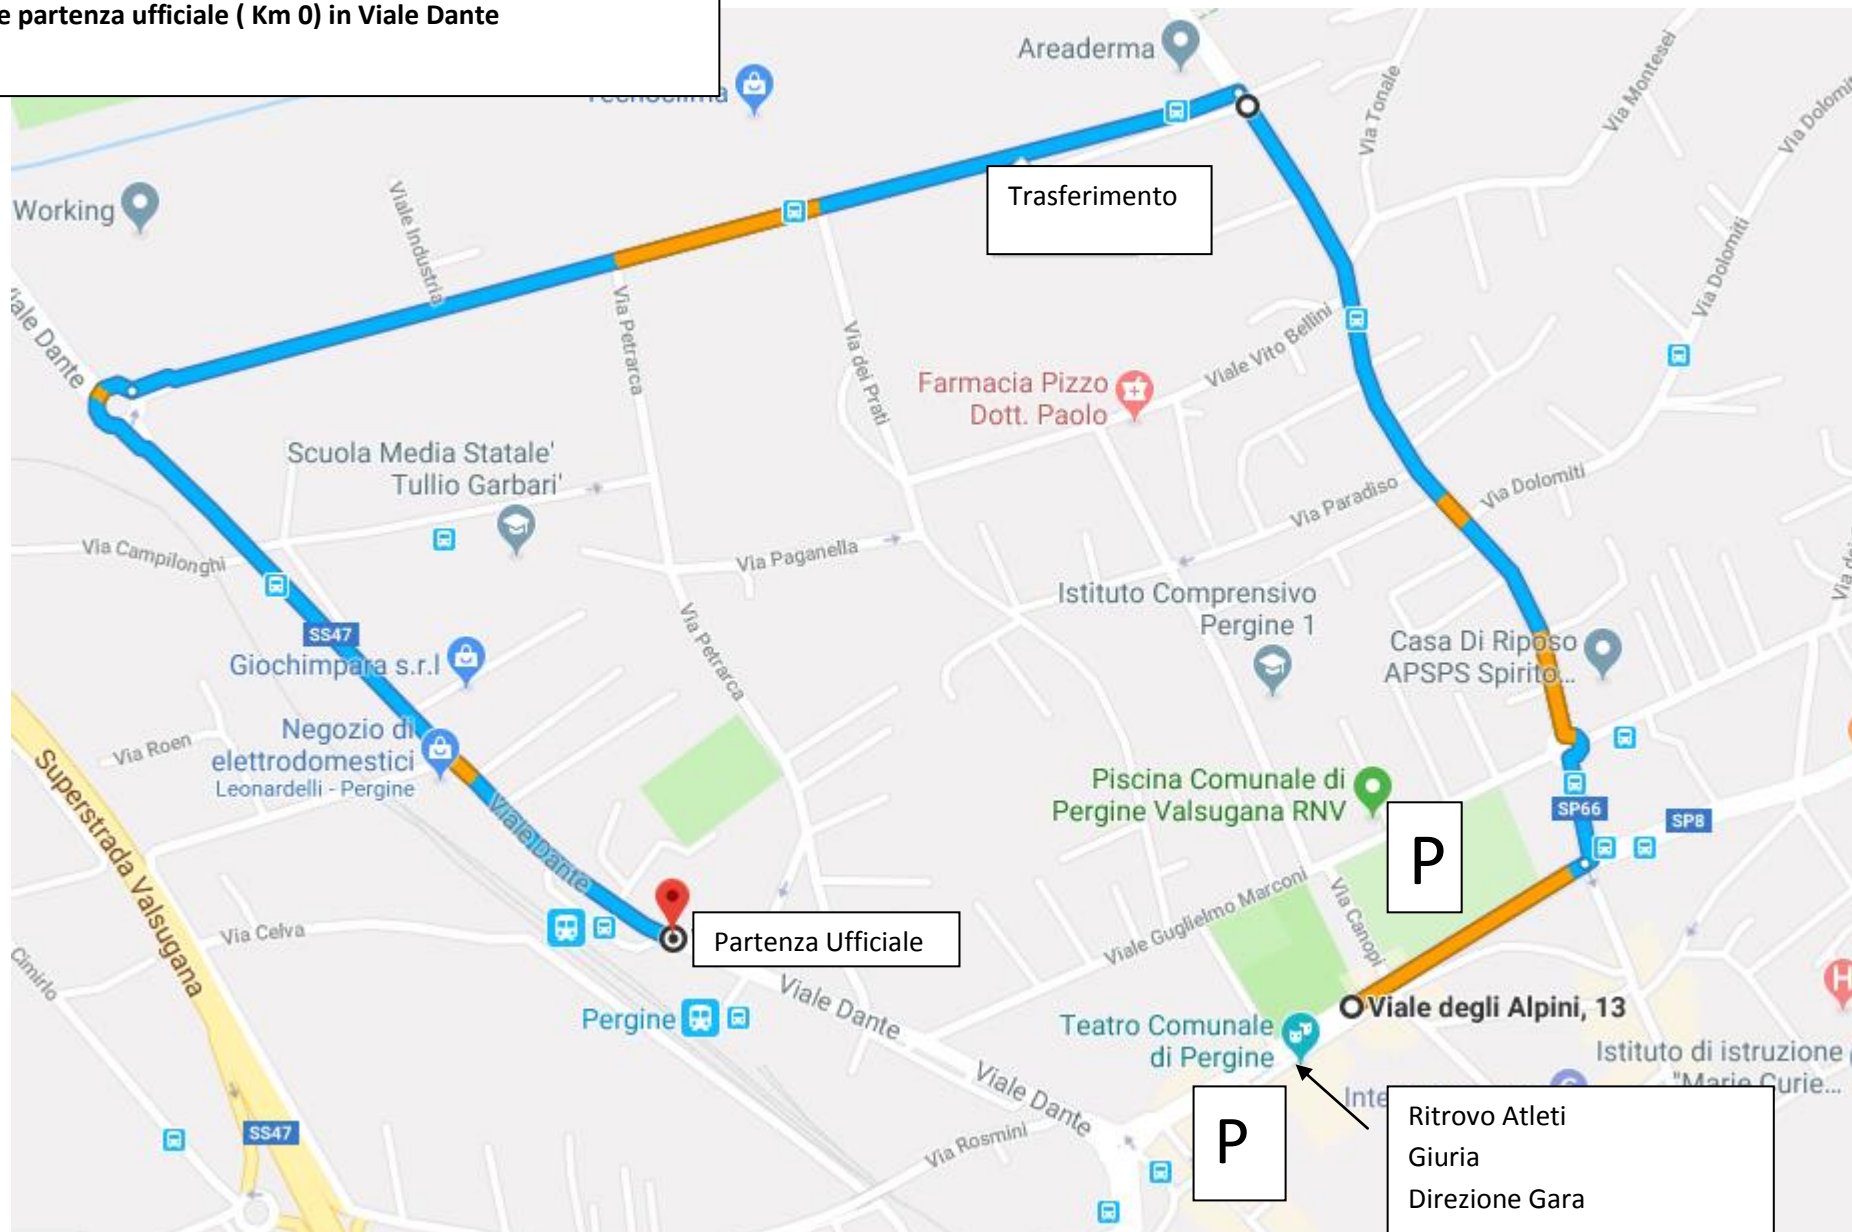 e partenza ufficiale ( Km 0) in Viale Dante
Areaderma
Tecnoclima
Via Tonale
Via Montesei
Via Dolomiti
Trasferimento
Working
Viale Industria
Viale Dante
Via Petrarca
Via dei Prati
Via Dolomiti
Viale Vito Bellini
Farmacia Pizzo
Dott. Paolo
Scuola Media Statale'
Tullio Garbari'
Via Paradiso
Via Dolomiti
Via Campilonghi
Via Paganella
Istituto Comprensivo
Pergine 1
SS47
Giochimpara s.r.l
Via Petrarca
Casa Di Riposo
APSPS Spirito...
Negozio di
elettrodomestici
Leonardelli - Pergine
Via Roen
Superstrada Valsugana
Viale Dante
Piscina Comunale di
Pergine Valsugana RNV
P
SP66
SP8
Viale Guglielmo Marconi
Via Canopi
Via Celva
Cimirlo
Partenza Ufficiale
Viale Dante
Pergine
Viale degli Alpini, 13
H
Teatro Comunale
di Pergine
Istituto di istruzione
"Marie Curie...
Viale Dante
Inte
P
Via Rosmini
SS47
Ritrovo Atleti
Giuria
Direzione Gara